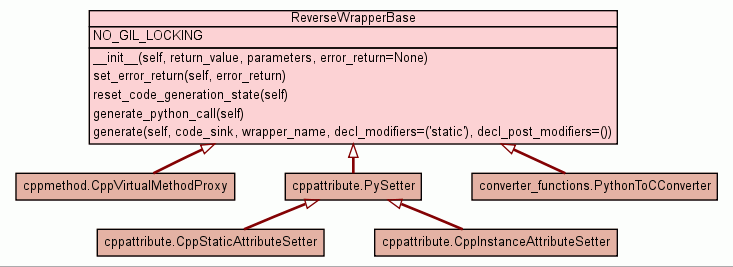 ReverseWrapperBase
NO_GIL_LOCKING
__init__(self, return_value, parameters, error_return=None)
set_error_return(self, error_return)
reset_code_generation_state(self)
generate_python_call(self)
generate(self, code_sink, wrapper_name, decl_modifiers=('static'), decl_post_modifiers=())
cppmethod.CppVirtualMethodProxy
cppattribute.PySetter
converter_functions.PythonToCConverter
cppattribute.CppStaticAttributeSetter
cppattribute.CppInstanceAttributeSetter